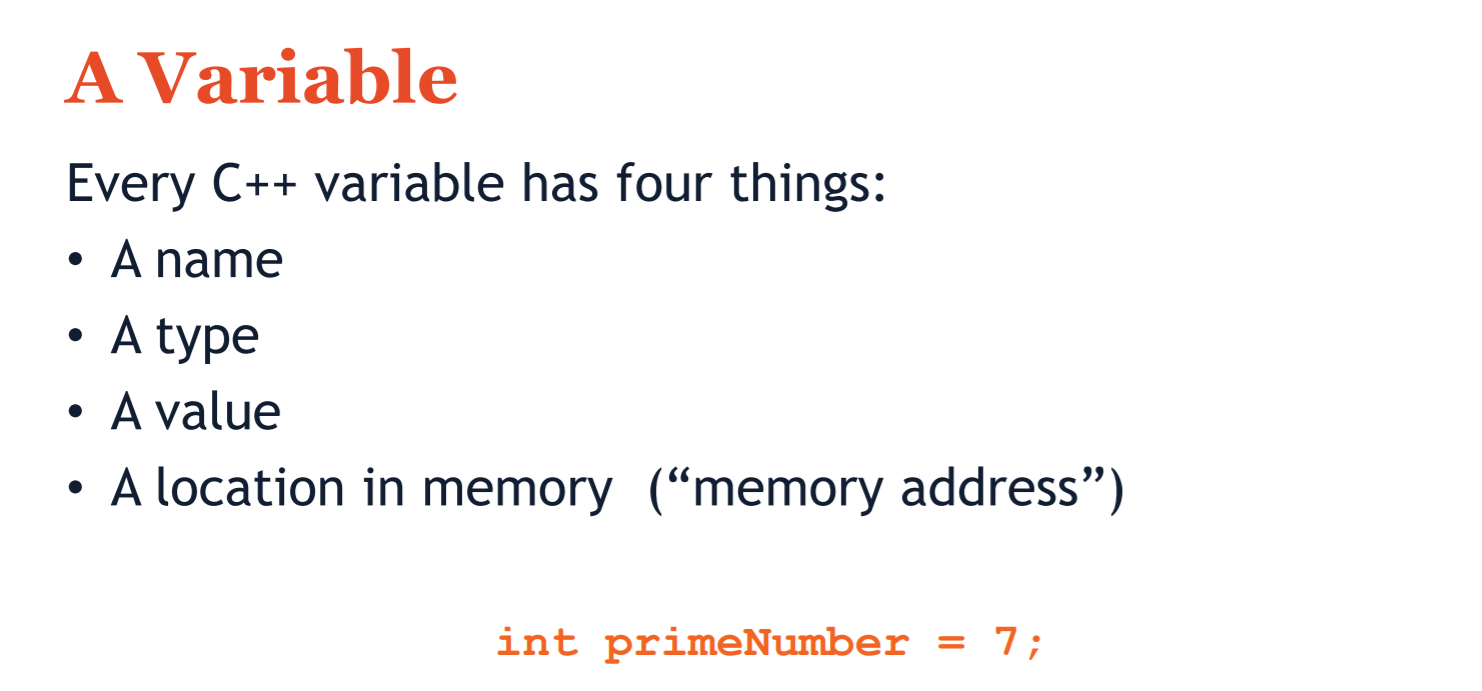 A Variable
Every C++ variable has four things:
• A name
• A type
• A value
• A location in memory  (“memory address”)
int primeNumber = 7;